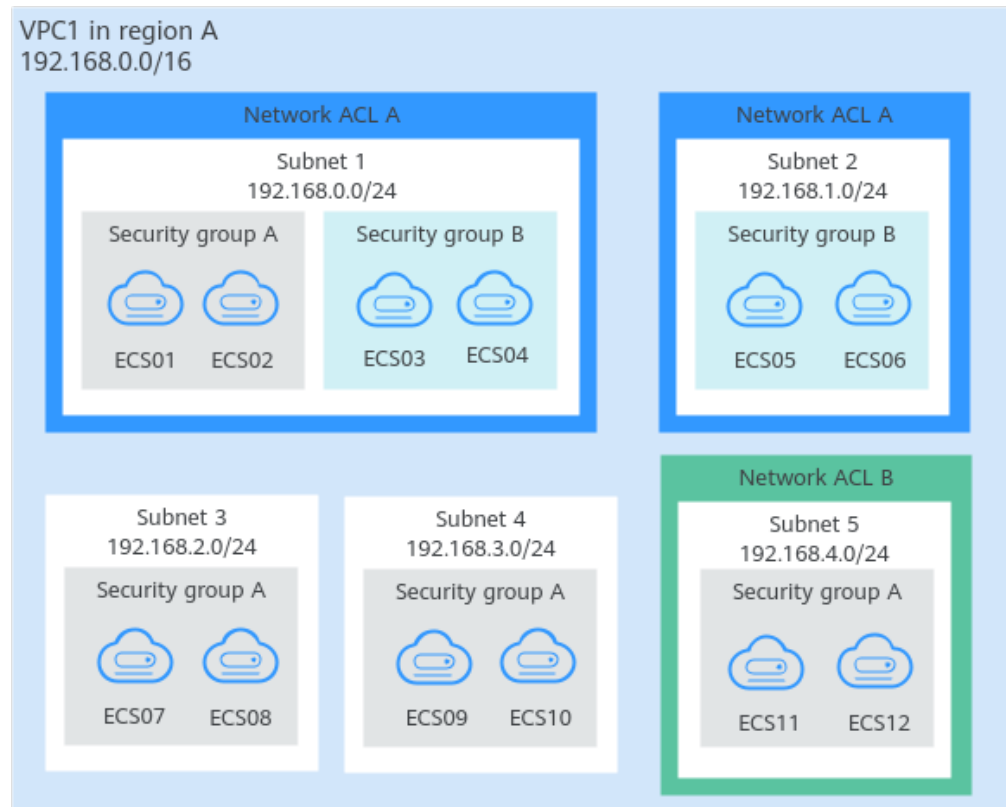 VPC1 in region A
192.168.0.0/16
Network ACL A
Subnet 1
192.168.0.0/24
Security group A
ECS01
ECS02
Security group B
ECS03
ECS04
Network ACL A
Subnet 2
192.168.1.0/24
Security group B
ECS05
ECS06
Subnet 3
192.168.2.0/24
Security group A
ECS07
ECS08
Subnet 4
192.168.3.0/24
Security group A
ECS09
ECS10
Network ACL B
Subnet 5
192.168.4.0/24
Security group A
ECS11
ECS12